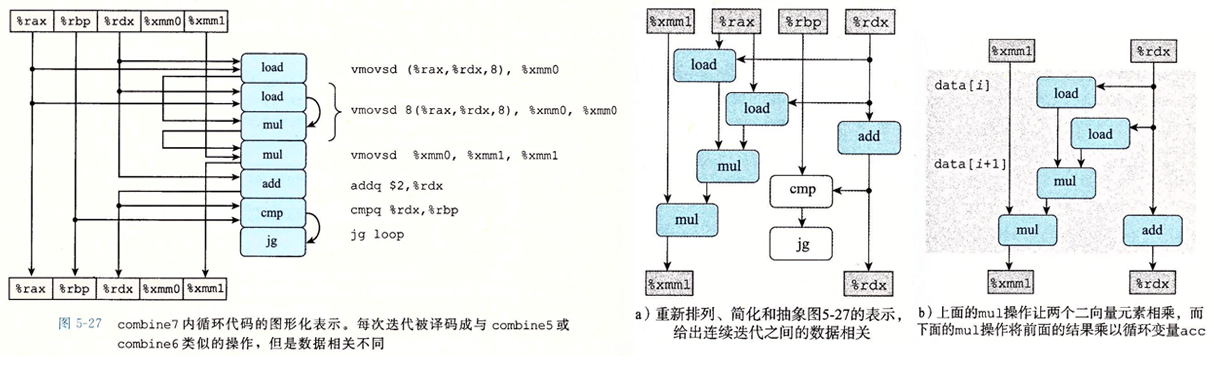 %rax %rbp %rdx %xmm0 %xmm1
load
vmovsd (%rax,%rdx,8), %xmm0
load
vmovsd 8(%rax,%rdx,8), %xmm0, %xmm0
mul
mul
vmovsd %xmm0, %xmm1, %xmm1
add
addq $2,%rdx
cmp
cmpq %rdx,%rbp
jg
jg loop
%rax %rbp %rdx %xmm0 %xmm1
图 5-27 combine7 内循环代码的图形化表示。每次迭代被译码成与 combine5 或
combine6 类似的操作，但是数据相关不同
%xmm1 %rax %rbp %rdx
load
load
add
mul
cmp
mul
jg
%xmm1 %rdx
a）重新排列、简化和抽象图5-27的表示，
给出连续迭代之间的数据相关
%xmm1 %rdx
data[i]
load
load
data[i+1]
mul
mul add
%xmm1 %rdx
b）上面的mul操作让两个二向量元素相乘，而
下面的mul操作将前面的结果乘以循环变量acc